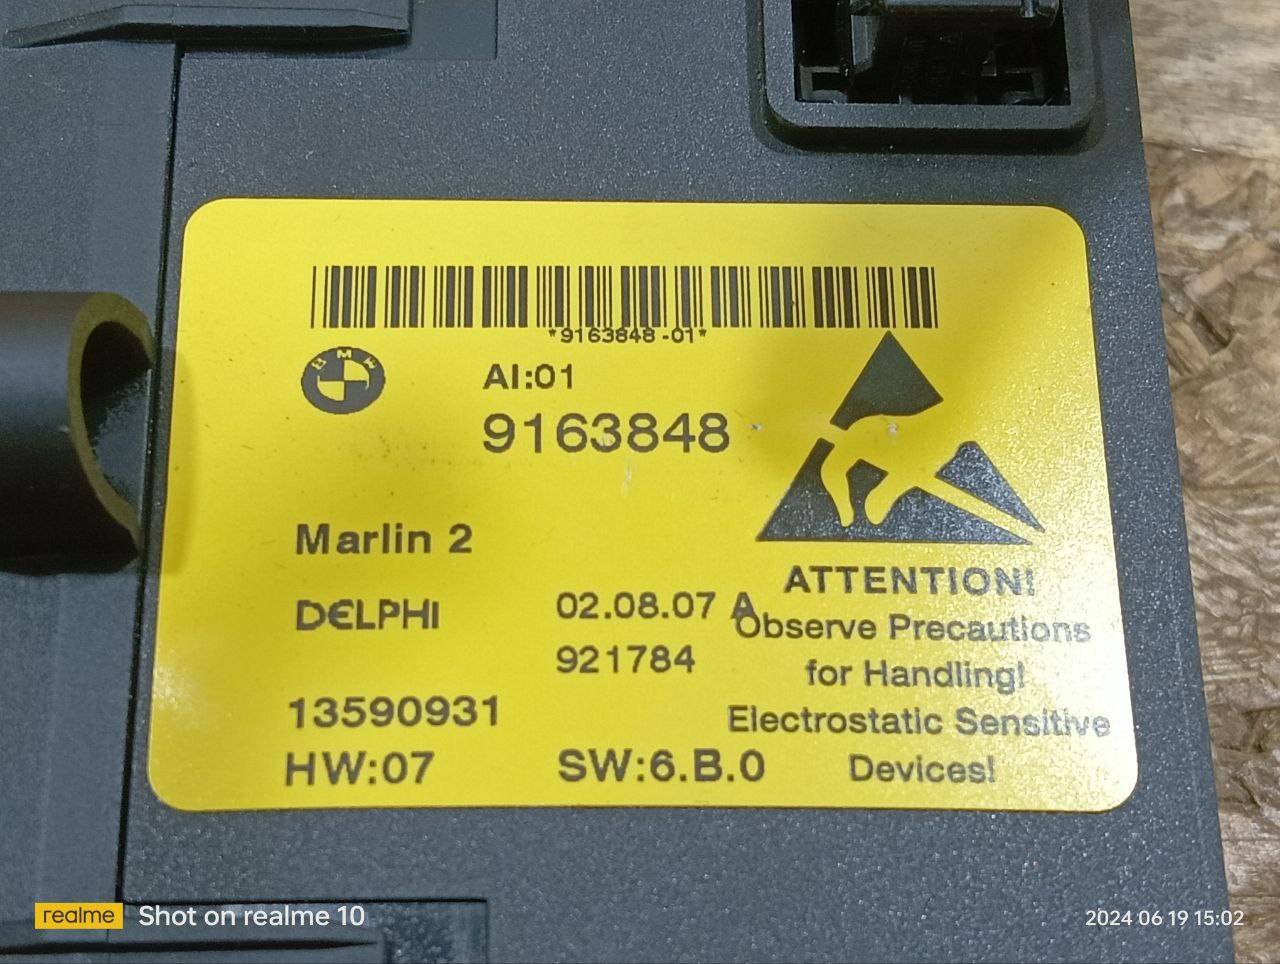 *9163848-01*
BMW
AI:01
9163848
Marlin 2
DELPHI
02.08.07 A
921784
13590931
HW:07
SW:6.B.0
ATTENTION!
Observe Precautions
for Handling!
Electrostatic Sensitive
Devices!
realme Shot on realme 10
2024 06 19 15:02